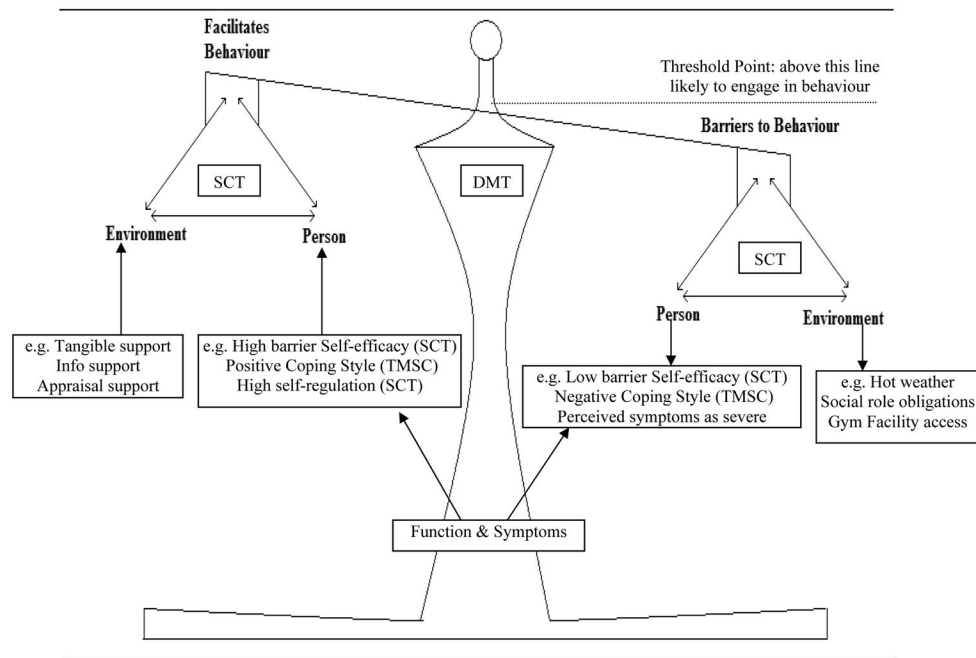 Facilitates
Behaviour
Threshold Point: above this line
likely to engage in behaviour
Barriers to Behaviour
SCT
DMT
Environment
Person
SCT
Person
Environment
e.g. Tangible support
Info support
Appraisal support
e.g. High barrier Self-efficacy (SCT)
Positive Coping Style (TMSC)
High self-regulation (SCT)
e.g. Low barrier Self-efficacy (SCT)
Negative Coping Style (TMSC)
Perceived symptoms as severe
e.g. Hot weather
Social role obligations
Gym Facility access
Function & Symptoms